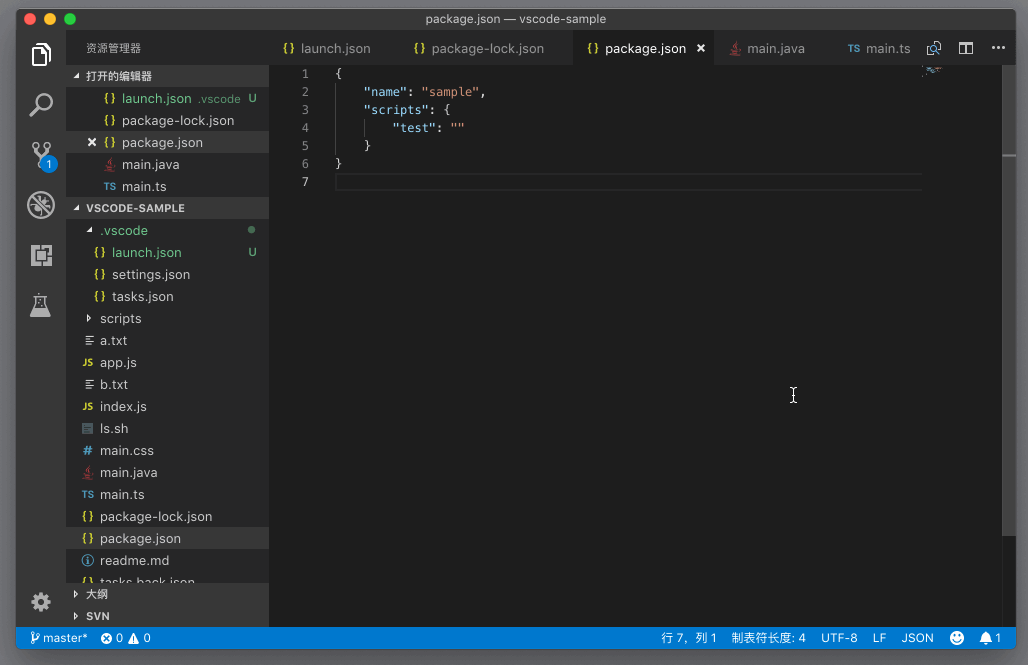 package.json — vscode-sample
资源管理器
launch.json
package-lock.json
package.json
main.java
TS main.ts
打开的编辑器
launch.json .vscode U
package-lock.json
package.json
main.java
TS main.ts
VSCODE-SAMPLE
.vscode
launch.json U
settings.json
tasks.json
scripts
a.txt
JS app.js
b.txt
JS index.js
ls.sh
# main.css
main.java
TS main.ts
package-lock.json
package.json
readme.md
tasks.back.json
大纲
SVN
1
1 {
2 "name": "sample",
3 "scripts": {
4 "test": ""
5 }
6 }
7
master* 0 0
行 7，列 1 制表符长度: 4 UTF-8 LF JSON 1